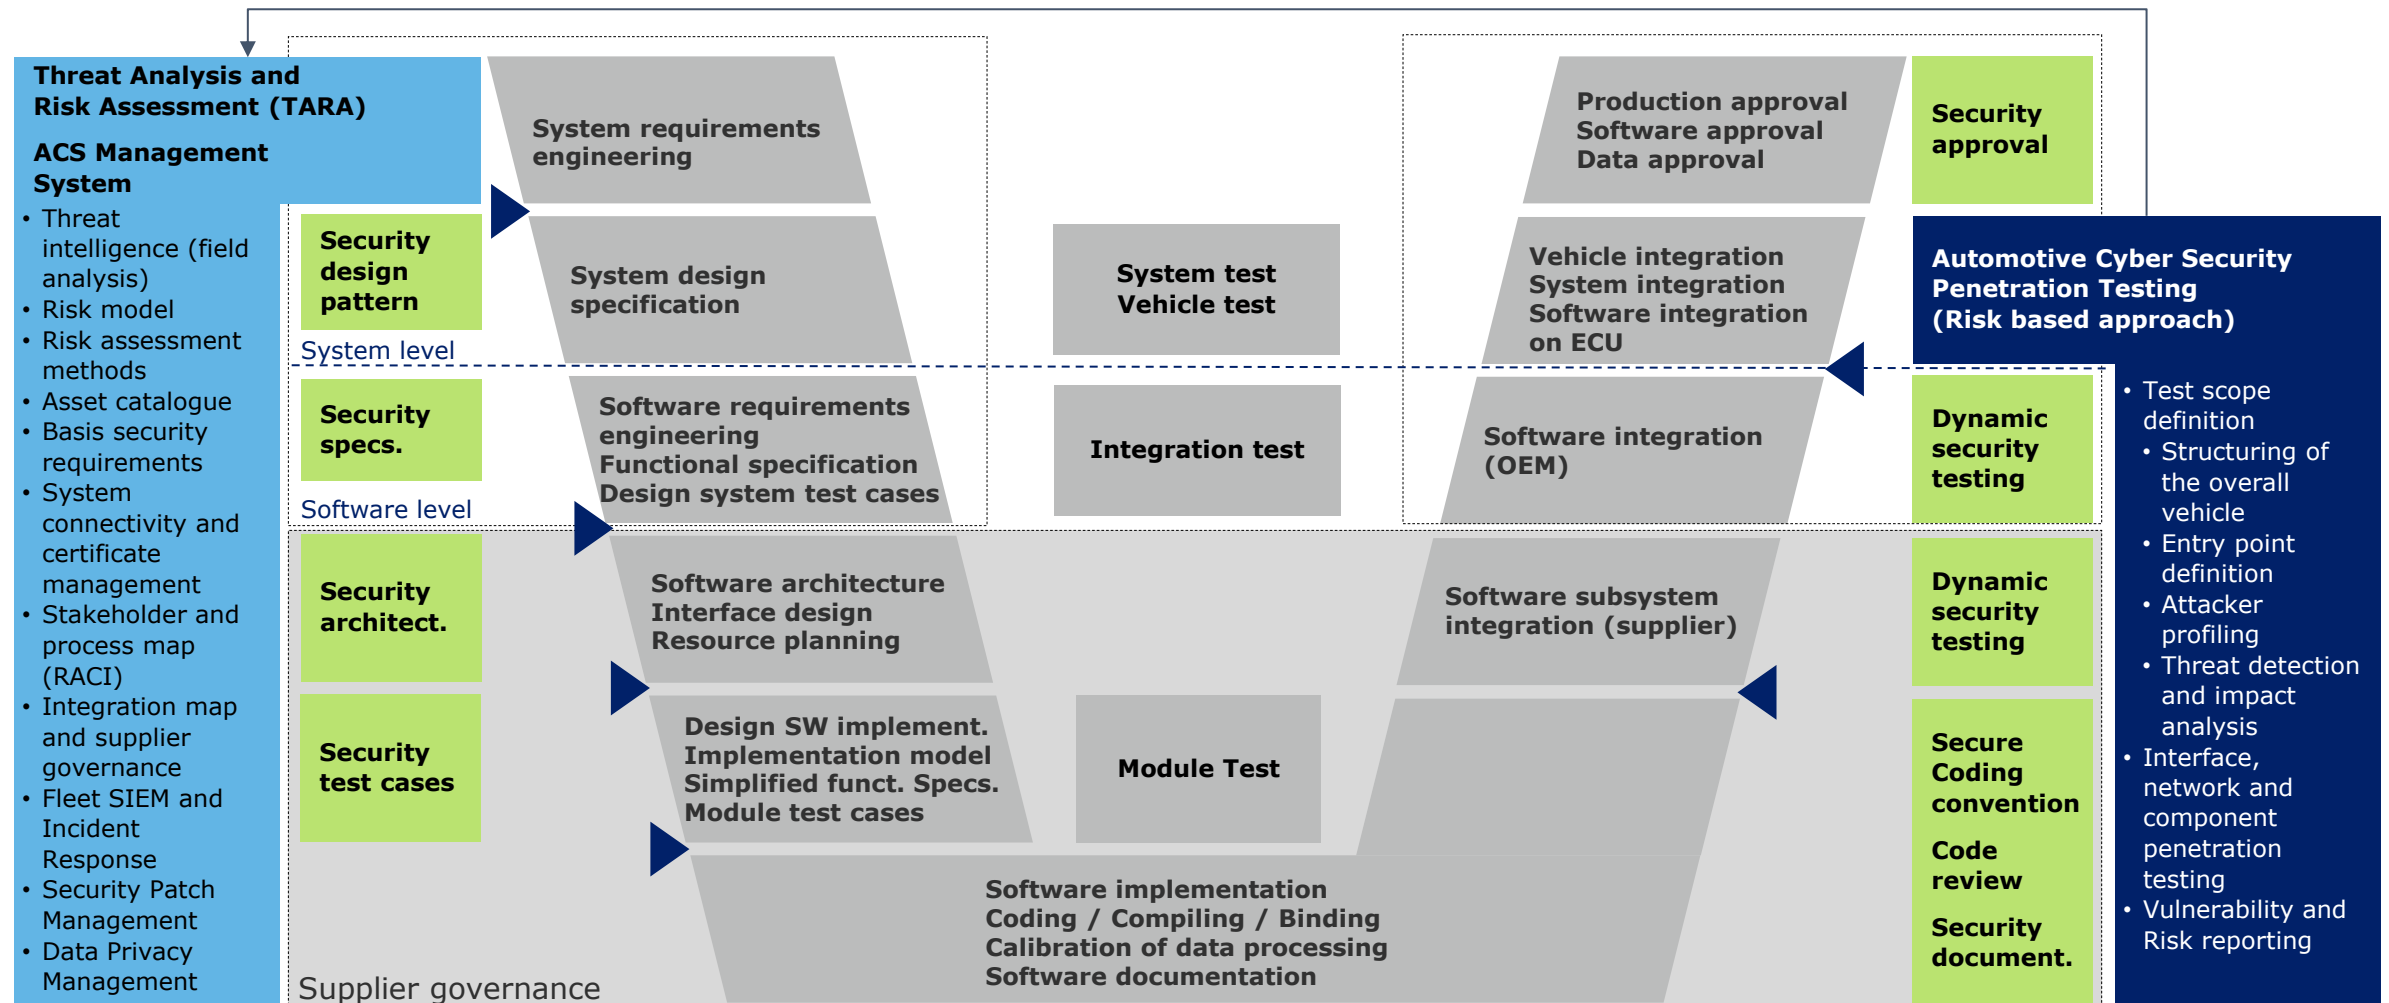 Threat Analysis and
Risk Assessment (TARA)
ACS Management
System
• Threat
intelligence (field
analysis)
• Risk model
• Risk assessment
methods
• Asset catalogue
• Basis security
requirements
• System
connectivity and
certificate
management
• Stakeholder and
process map
(RACI)
• Integration map
and supplier
governance
• Fleet SIEM and
Incident
Response
• Security Patch
Management
• Data Privacy
Management
Security
design
pattern
System level
Security
specs.
Software level
Security
architect.
Security
test cases
Supplier governance
System requirements
engineering
System design
specification
Software requirements
engineering
Functional specification
Design system test cases
Software architecture
Interface design
Resource planning
Design SW implement.
Implementation model
Simplified funct. Specs.
Module test cases
System test
Vehicle test
Integration test
Module Test
Software implementation
Coding / Compiling / Binding
Calibration of data processing
Software documentation
Production approval
Software approval
Data approval
Vehicle integration
System integration
Software integration
on ECU
Software integration
(OEM)
Software subsystem
integration (supplier)
Security
approval
Dynamic
security
testing
Dynamic
security
testing
Secure
Coding
convention
Code
review
Security
document.
Automotive Cyber Security
Penetration Testing
(Risk based approach)
• Test scope
definition
• Structuring of
the overall
vehicle
• Entry point
definition
• Attacker
profiling
• Threat detection
and impact
analysis
• Interface,
network and
component
penetration
testing
• Vulnerability and
Risk reporting